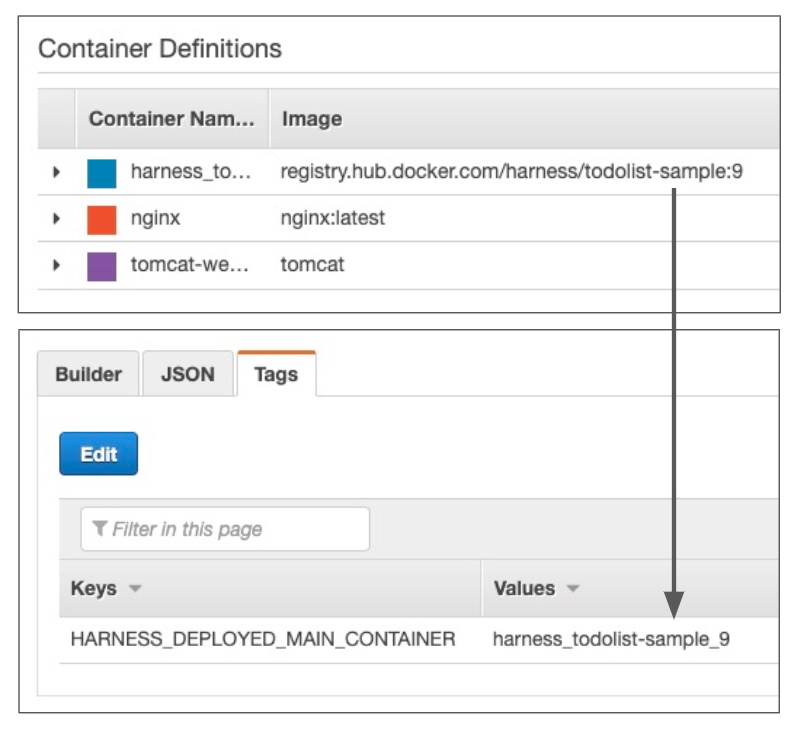 Container Definitions
Container Nam... Image
harness_to... registry.hub.docker.com/harness/todolist-sample:9
nginx nginx:latest
tomcat-we... tomcat
Builder JSON Tags
Edit
Filter in this page
Keys Values
HARNESS_DEPLOYED_MAIN_CONTAINER harness_todolist-sample_9